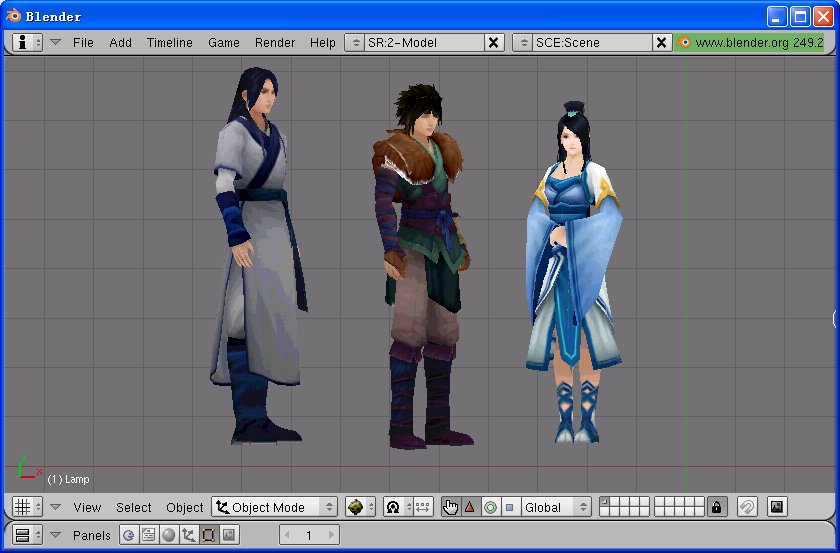 Blender
File Add Timeline Game Render Help SR:2-Model SCE:Scene www.blender.org 249.2
x
(1) Lamp
View Select Object Object Mode Global
Panels 1